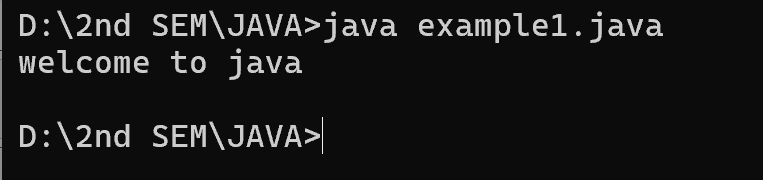 D:\2nd SEM\JAVA>java example1.java
welcome to java
D:\2nd SEM\JAVA>